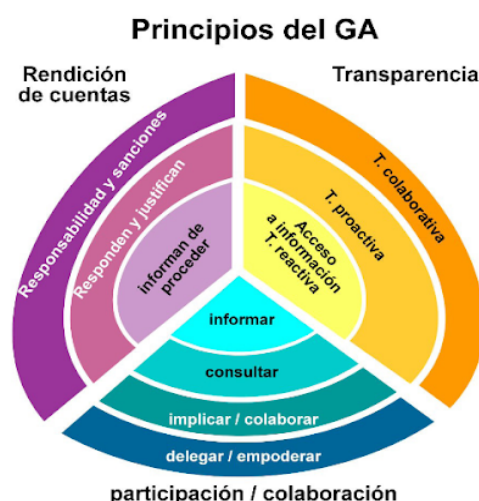 Principios del GA
Rendición
de cuentas
Transparencia
Responsabilidad y sanciones
Responden y justifican
informan de
proceder
Acceso
a información
T. reactiva
T. proactiva
T. colaborativa
informar
consultar
implicar / colaborar
delegar / empoderar
participación / colaboración